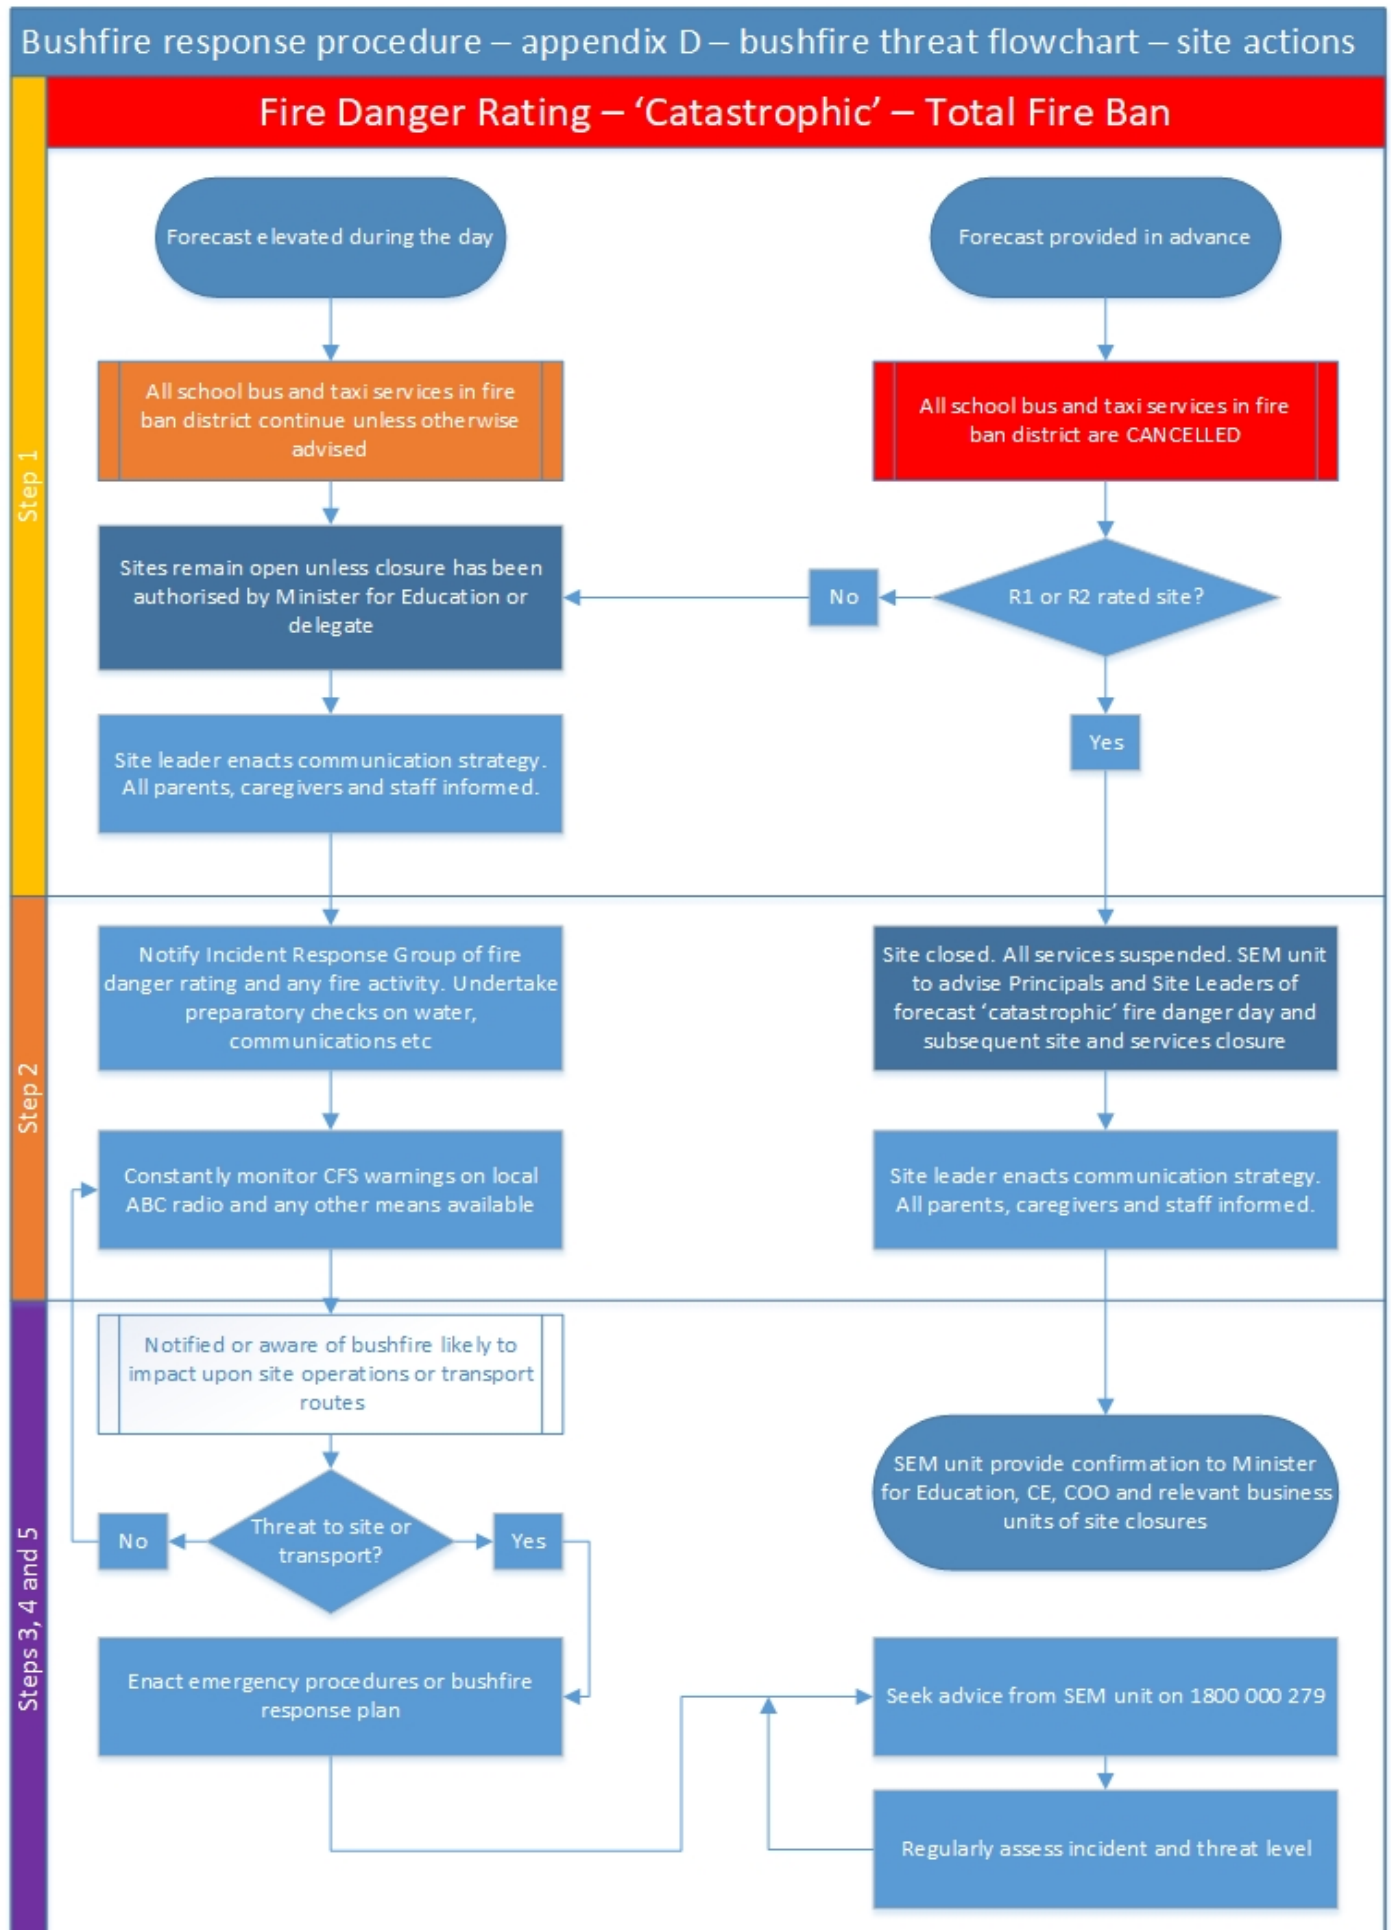 Bushfire response procedure – appendix D – bushfire threat flowchart – site actions
Fire Danger Rating – ‘Catastrophic’ – Total Fire Ban
Step 1
Forecast elevated during the day
Forecast provided in advance
All school bus and taxi services in fire
ban district continue unless otherwise
advised
All school bus and taxi services in fire
ban district are CANCELLED
Sites remain open unless closure has been
authorised by Minister for Education or
delegate
No
R1 or R2 rated site?
Site leader enacts communication strategy.
All parents, caregivers and staff informed.
Yes
Step 2
Notify Incident Response Group of fire
danger rating and any fire activity. Undertake
preparatory checks on water,
communications etc
Site closed. All services suspended. SEM unit
to advise Principals and Site Leaders of
forecast ‘catastrophic’ fire danger day and
subsequent site and services closure
Constantly monitor CFS warnings on local
ABC radio and any other means available
Site leader enacts communication strategy.
All parents, caregivers and staff informed.
Steps 3, 4 and 5
Notified or aware of bushfire likely to
impact upon site operations or transport
routes
SEM unit provide confirmation to Minister
for Education, CE, COO and relevant business
units of site closures
No
Threat to site or
transport?
Yes
Enact emergency procedures or bushfire
response plan
Seek advice from SEM unit on 1800 000 279
Regularly assess incident and threat level